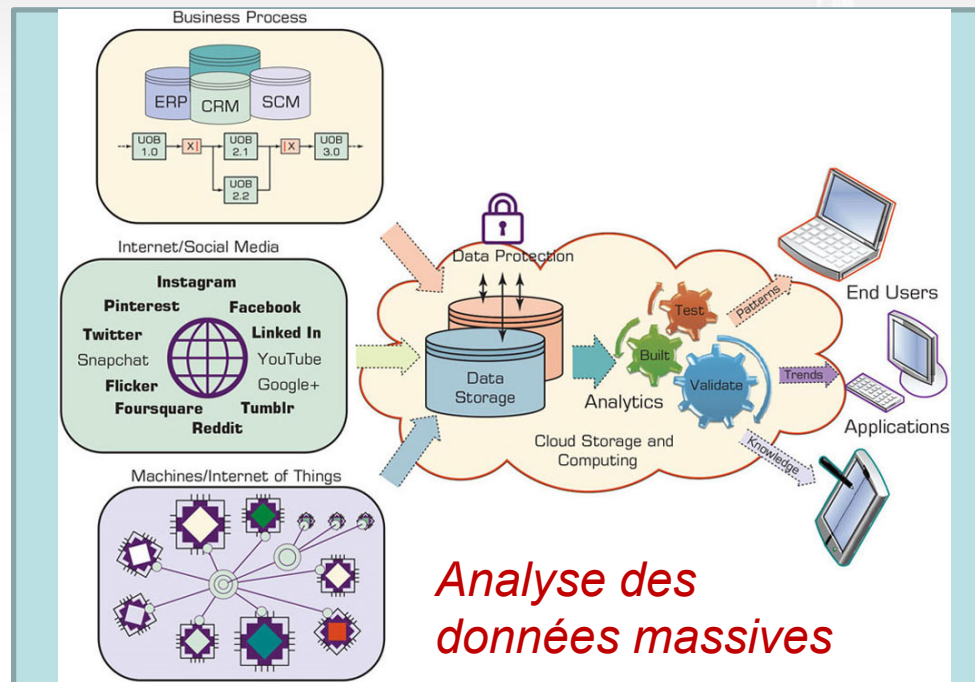 Business Process
ERP
CRM
SCM
UOB
1.0
X
UOB
2.1
X
UOB
3.0
UOB
2.2
Internet/Social Media
Instagram
Pinterest
Facebook
Twitter
Linked In
Snapchat
YouTube
Flicker
Google+
Foursquare
Tumblr
Reddit
Machines/Internet of Things
Data Protection
Data
Storage
Analytics
Test
Built
Validate
Cloud Storage and
Computing
Patterns
Trends
Knowledge
End Users
Applications
Analyse des
données massives